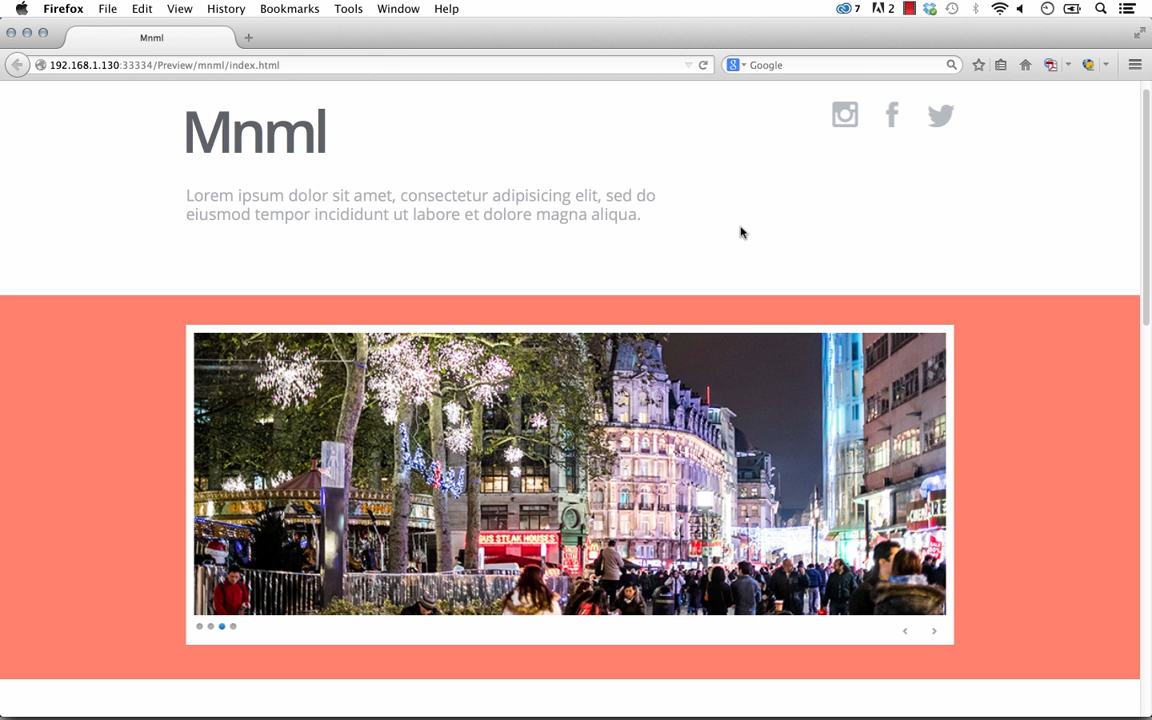 Firefox File Edit View History Bookmarks Tools Window Help 7 2
Mnml
192.168.1.130:33334/Preview/mnml/index.html
Google
Mnml
Lorem ipsum dolor sit amet, consectetur adipisicing elit, sed do
eiusmod tempor incididunt ut labore et dolore magna aliqua.
STEAK HOUSES